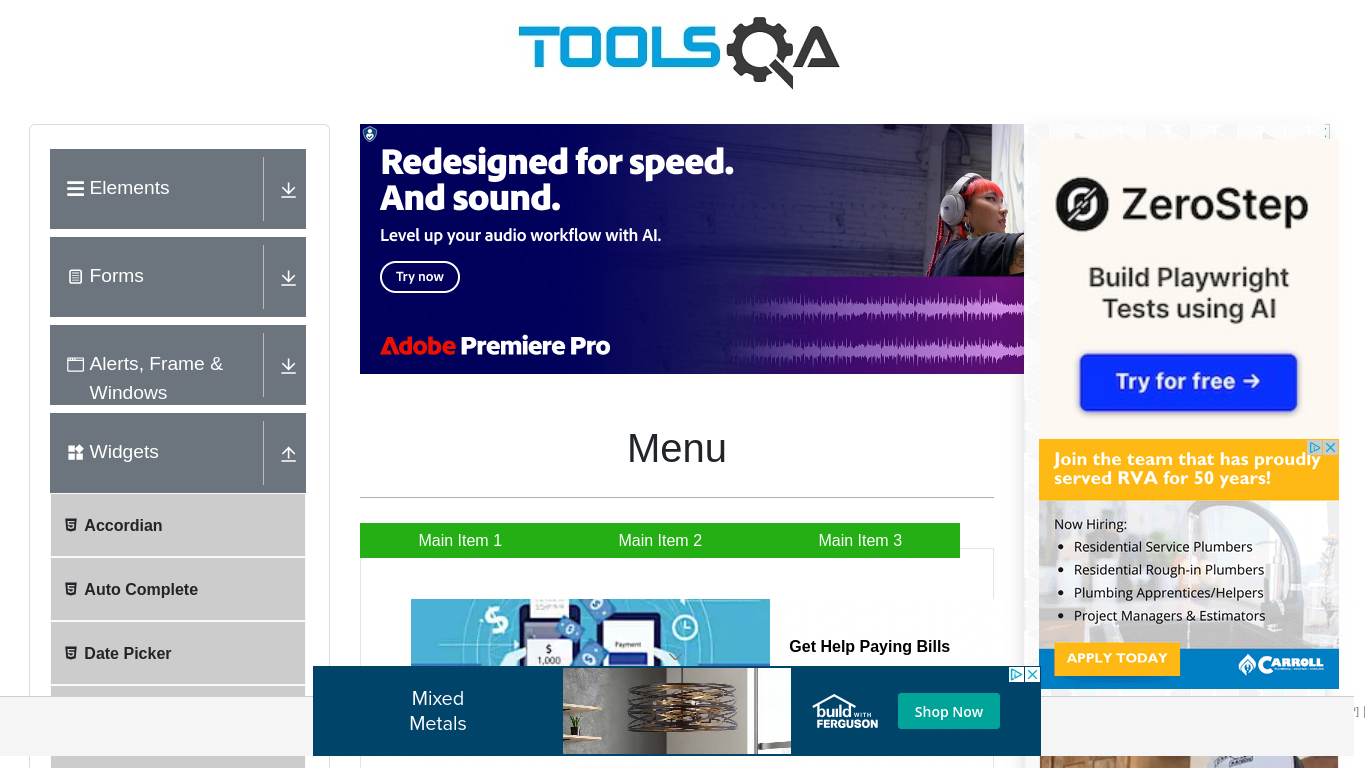 TOOLSQA
Elements
Forms
Alerts, Frame &
Windows
Widgets
Accordian
Auto Complete
Date Picker
Redesigned for speed.
And sound.
Level up your audio workflow with AI.
Try now
Adobe Premiere Pro
Menu
Main Item 1
Main Item 2
Main Item 3
$
1,000
Payment
Get Help Paying Bills
ZeroStep
Build Playwright
Tests using AI
Try for free →
Join the team that has proudly
served RVA for 50 years!
Now Hiring:
• Residential Service Plumbers
• Residential Rough-in Plumbers
• Plumbing Apprentices/Helpers
• Project Managers & Estimators
APPLY TODAY
CARROLL
Mixed
Metals
build WITH
FERGUSON
Shop Now